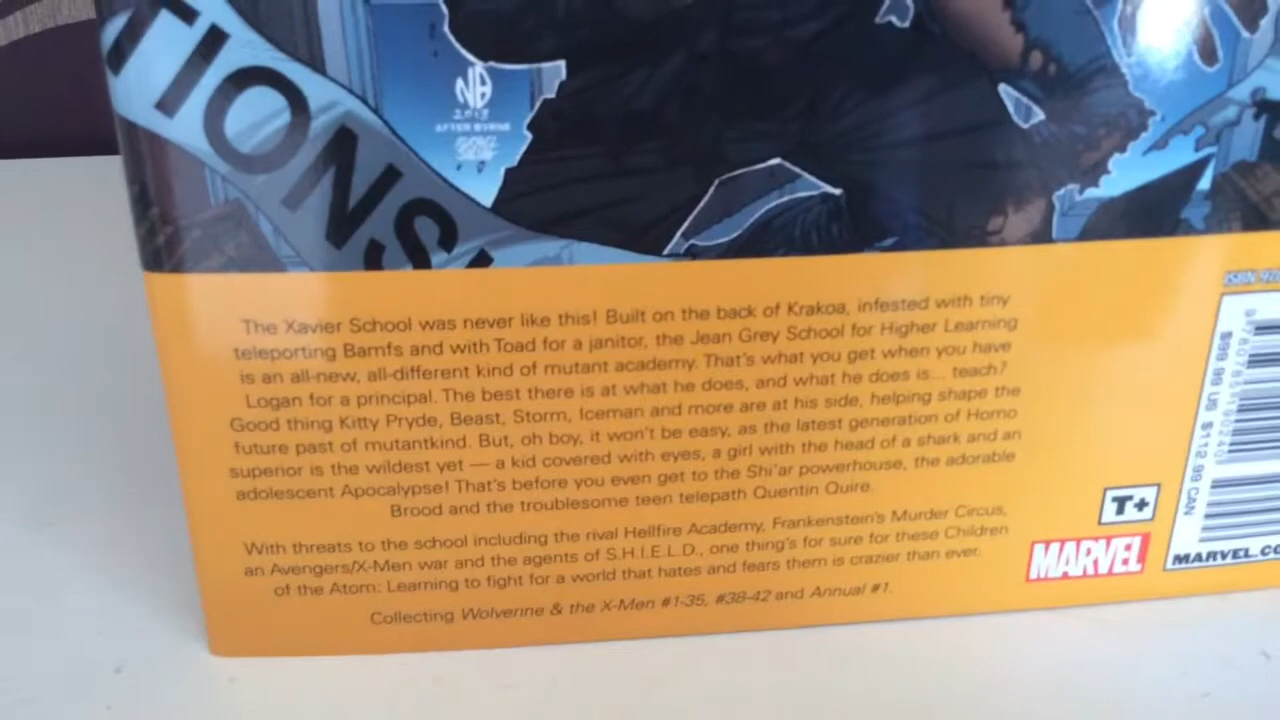 TIONS
NB
2018
AFTER BYRNE
The Xavier School was never like this! Built on the back of Krakoa, infested with tiny
teleporting Bamfs and with Toad for a janitor, the Jean Grey School for Higher Learning
is an all-new, all-different kind of mutant academy. That's what you get when you have
Logan for a principal. The best there is at what he does, and what he does is... teach?
Good thing Kitty Pryde, Beast, Storm, Iceman and more are at his side, helping shape the
future past of mutantkind. But, oh boy, it won't be easy, as the latest generation of Homo
superior is the wildest yet — a kid covered with eyes, a girl with the head of a shark and an
adolescent Apocalypse! That's before you even get to the Shi'ar powerhouse, the adorable
Brood and the troublesome teen telepath Quentin Quire.
With threats to the school including the rival Hellfire Academy, Frankenstein's Murder Circus,
an Avengers/X-Men war and the agents of S.H.I.E.L.D., one thing's for sure for these Children
of the Atom: Learning to fight for a world that hates and fears them is crazier than ever.
Collecting Wolverine & the X-Men #1-35, #38-42 and Annual #1.
T+
MARVEL
ISBN
$99.99 US $112.99 CAN
MARVEL.CO